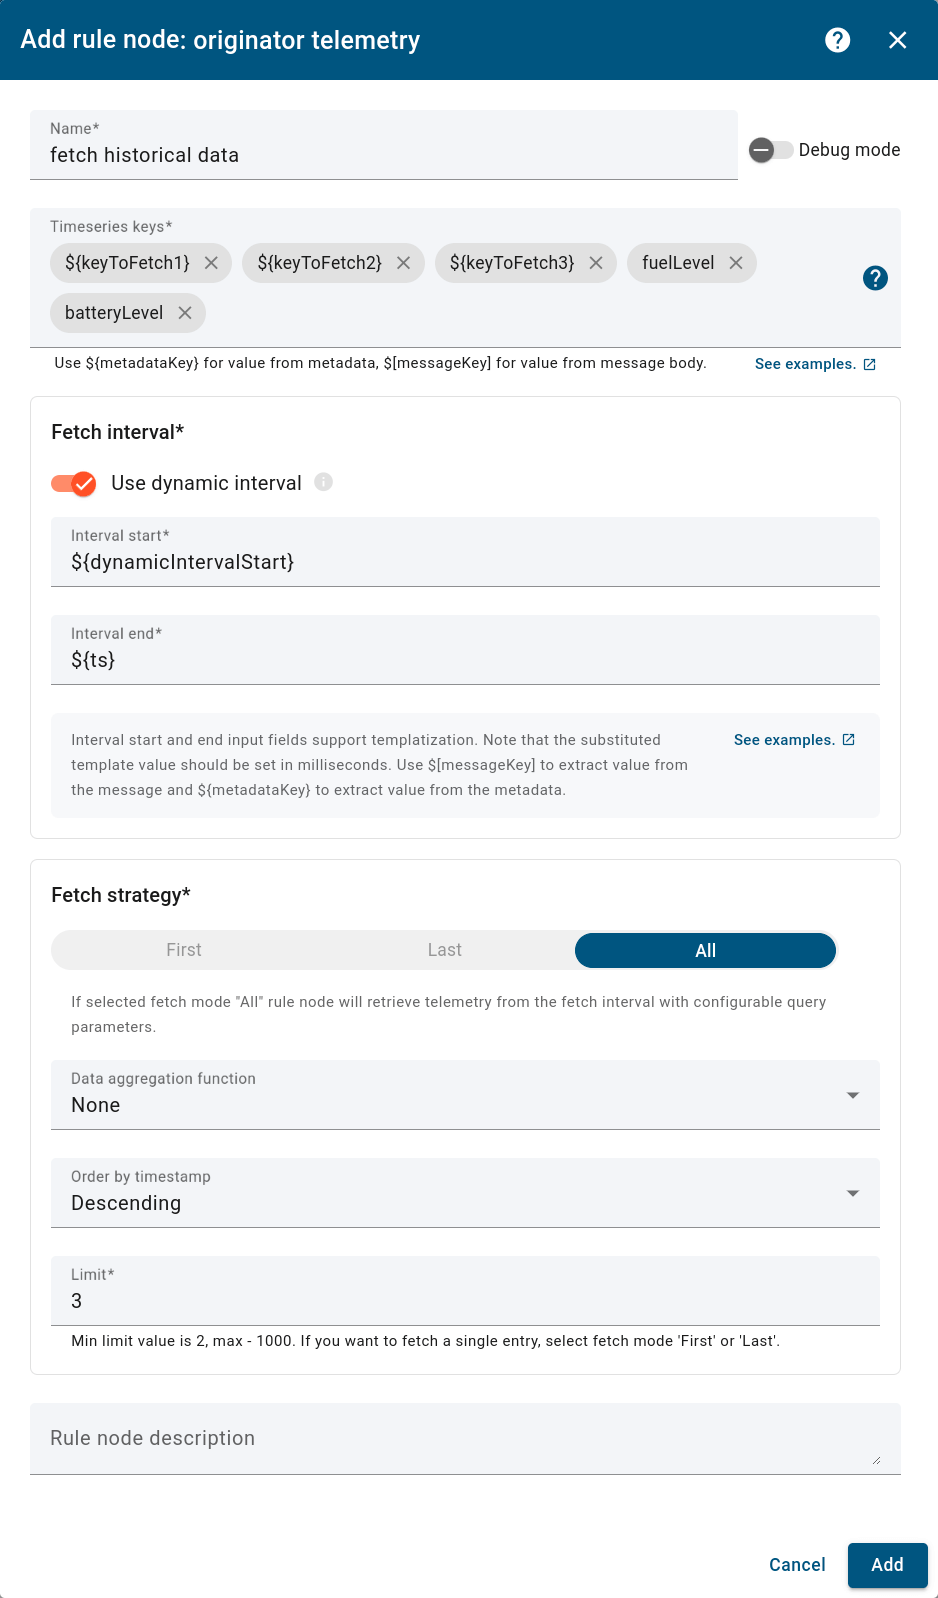 Add rule node: originator telemetry
Name*
fetch historical data
Debug mode
Timeseries keys*
${keyToFetch1} ${keyToFetch2} ${keyToFetch3} fuelLevel
batteryLevel
Use ${metadataKey} for value from metadata, $[messageKey] for value from message body. See examples.
Fetch interval*
Use dynamic interval
Interval start*
${dynamicIntervalStart}
Interval end*
${ts}
Interval start and end input fields support templatization. Note that the substituted See examples.
template value should be set in milliseconds. Use $[messageKey] to extract value from
the message and ${metadataKey} to extract value from the metadata.
Fetch strategy*
First Last All
If selected fetch mode "All" rule node will retrieve telemetry from the fetch interval with configurable query
parameters.
Data aggregation function
None
Order by timestamp
Descending
Limit*
3
Min limit value is 2, max - 1000. If you want to fetch a single entry, select fetch mode 'First' or 'Last'.
Rule node description
Cancel Add